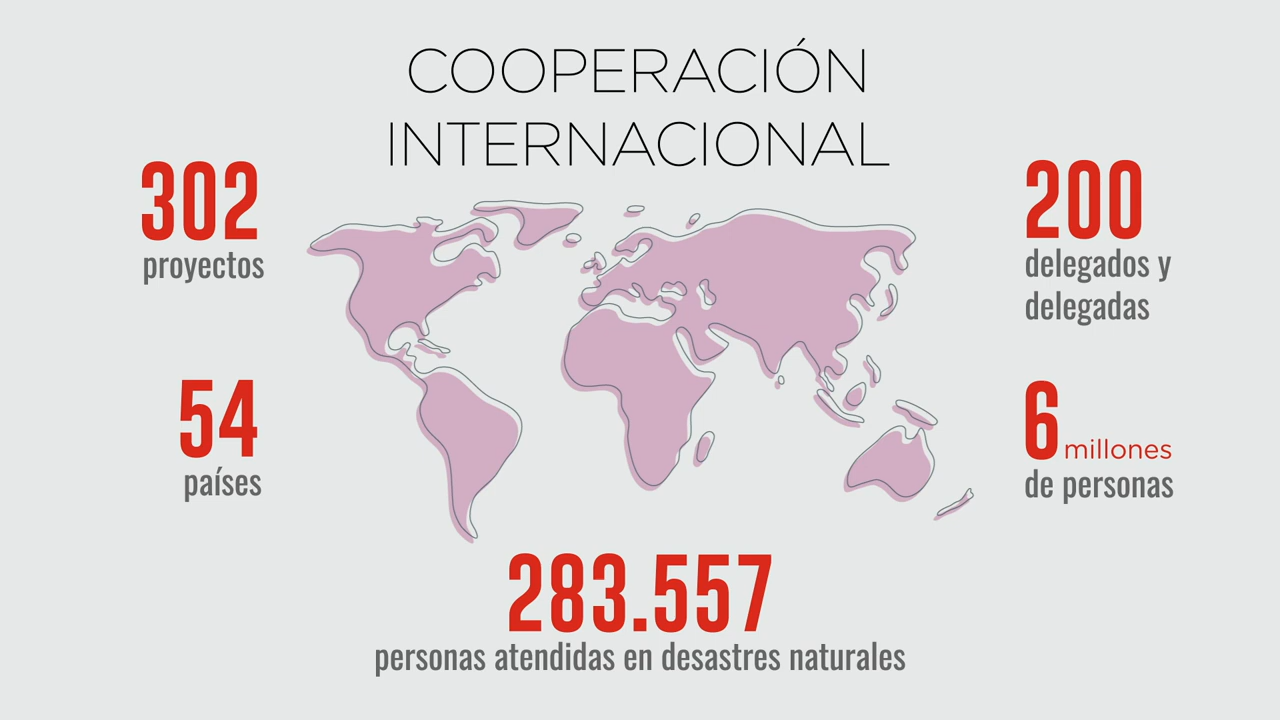 COOPERACIÓN
INTERNACIONAL
302
proyectos
54
países
200
delegados y
delegadas
6 millones
de personas
283.557
personas atendidas en desastres naturales